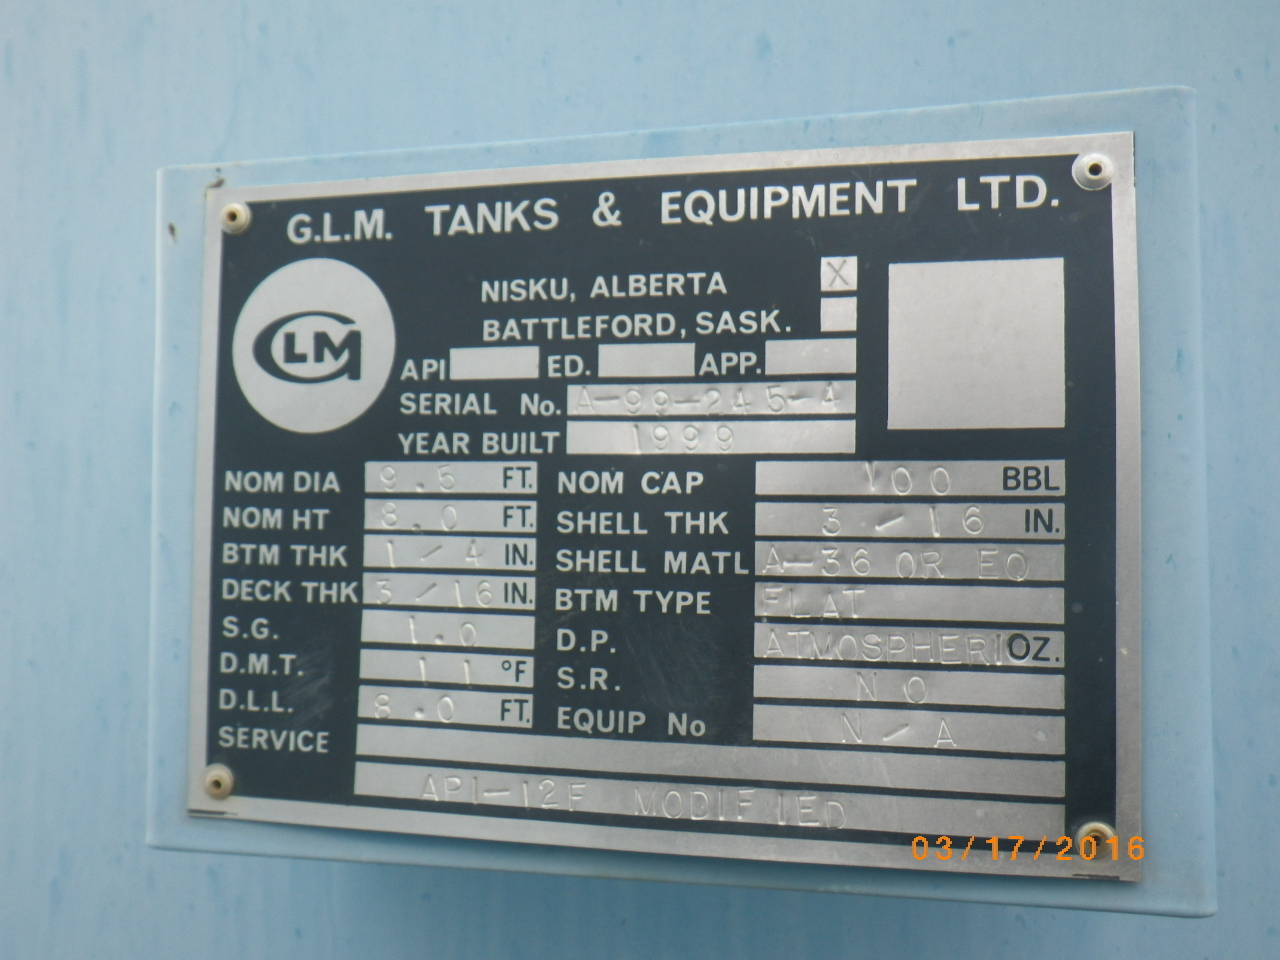 G.L.M. TANKS & EQUIPMENT LTD.
GLM
NISKU, ALBERTA X
BATTLEFORD, SASK.
API ED. APP.
SERIAL No. A-99-245-4
YEAR BUILT 1999
NOM DIA 9.5 FT. NOM CAP 100 BBL
NOM HT 8.0 FT. SHELL THK 3/16 IN.
BTM THK 1/4 IN. SHELL MATL A-36 OR EQ
DECK THK 3/16 IN. BTM TYPE FLAT
S.G. 1.0 D.P. ATMOSPHERI OZ.
D.M.T. 11 °F S.R. NO
D.L.L. 8.0 FT. EQUIP No N/A
SERVICE
API-12F MODIFIED
03/17/2016